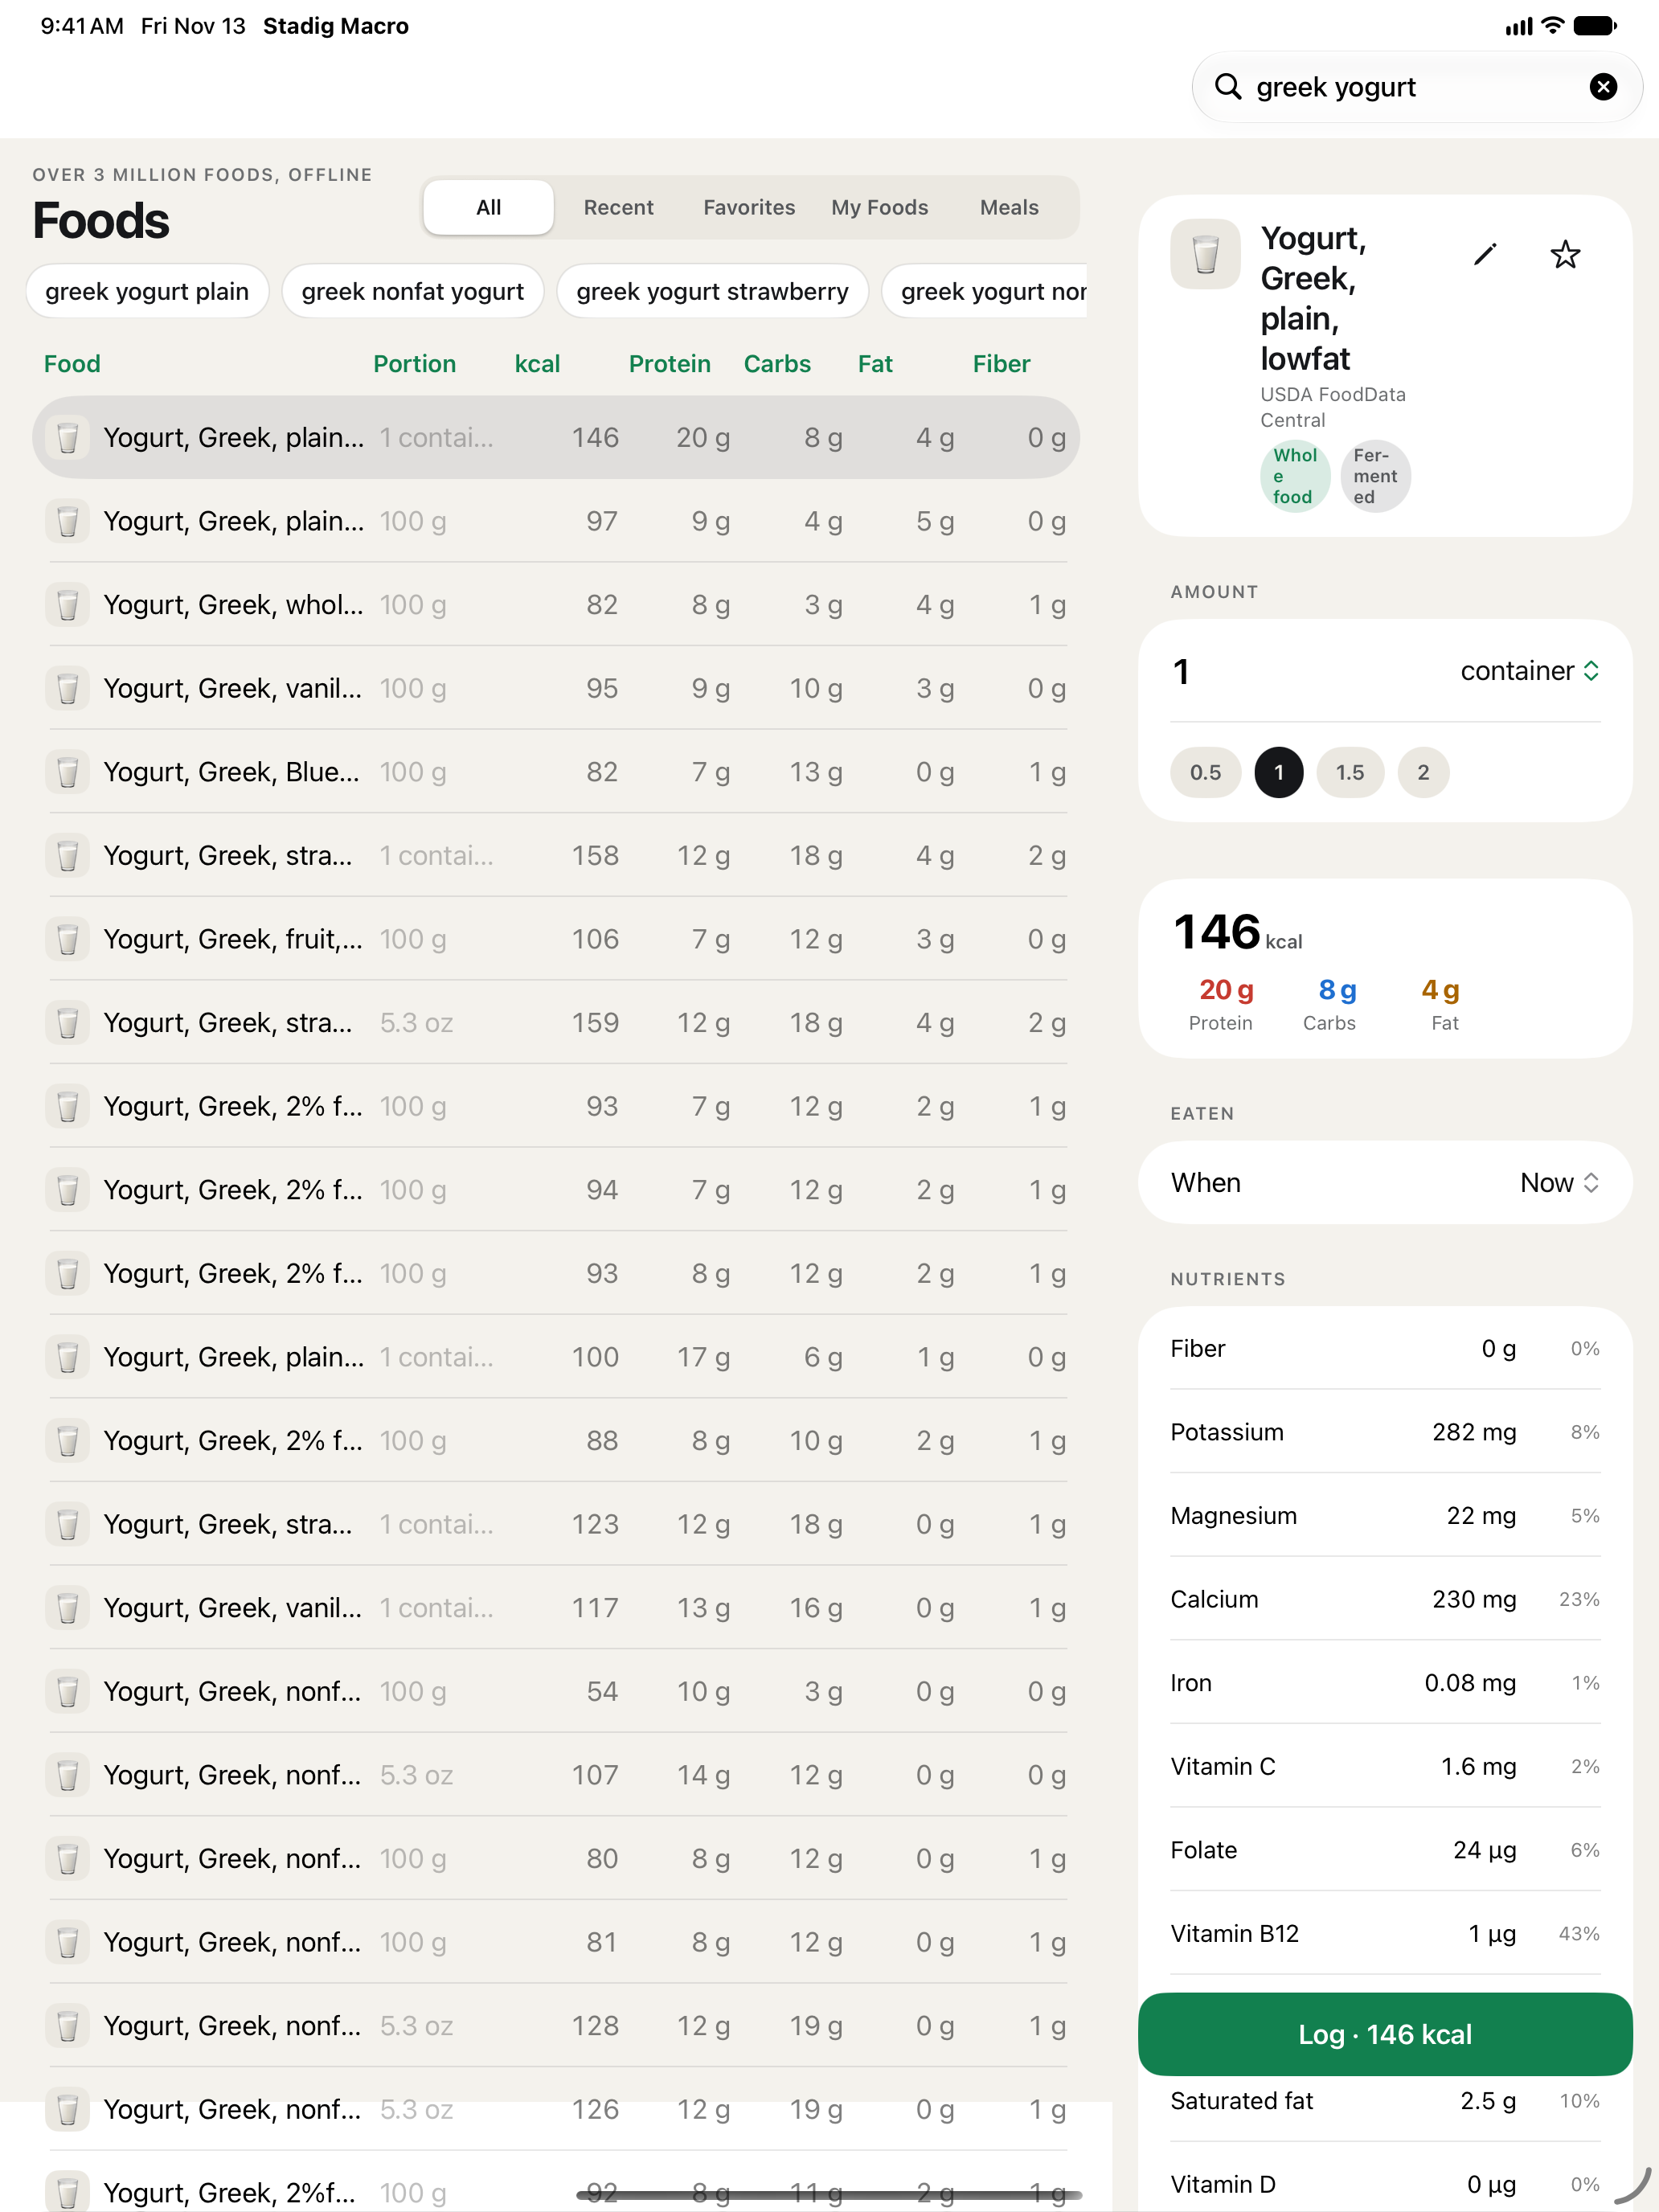 9:41 AM Fri Nov 13 Stadig Macro
greek yogurt
OVER 3 MILLION FOODS, OFFLINE
Foods
All Recent Favorites My Foods Meals
greek yogurt plain greek nonfat yogurt greek yogurt strawberry greek yogurt nor
Food Portion kcal Protein Carbs Fat Fiber
Yogurt, Greek, plain... 1 contai... 146 20 g 8 g 4 g 0 g
Yogurt, Greek, plain... 100 g 97 9 g 4 g 5 g 0 g
Yogurt, Greek, whol... 100 g 82 8 g 3 g 4 g 1 g
Yogurt, Greek, vanil... 100 g 95 9 g 10 g 3 g 0 g
Yogurt, Greek, Blue... 100 g 82 7 g 13 g 0 g 1 g
Yogurt, Greek, stra... 1 contai... 158 12 g 18 g 4 g 2 g
Yogurt, Greek, fruit,... 100 g 106 7 g 12 g 3 g 0 g
Yogurt, Greek, stra... 5.3 oz 159 12 g 18 g 4 g 2 g
Yogurt, Greek, 2% f... 100 g 93 7 g 12 g 2 g 1 g
Yogurt, Greek, 2% f... 100 g 94 7 g 12 g 2 g 1 g
Yogurt, Greek, 2% f... 100 g 93 8 g 12 g 2 g 1 g
Yogurt, Greek, plain... 1 contai... 100 17 g 6 g 1 g 0 g
Yogurt, Greek, 2% f... 100 g 88 8 g 10 g 2 g 1 g
Yogurt, Greek, stra... 1 contai... 123 12 g 18 g 0 g 1 g
Yogurt, Greek, vanil... 1 contai... 117 13 g 16 g 0 g 1 g
Yogurt, Greek, nonf... 100 g 54 10 g 3 g 0 g 0 g
Yogurt, Greek, nonf... 5.3 oz 107 14 g 12 g 0 g 0 g
Yogurt, Greek, nonf... 100 g 80 8 g 12 g 0 g 1 g
Yogurt, Greek, nonf... 100 g 81 8 g 12 g 0 g 1 g
Yogurt, Greek, nonf... 5.3 oz 128 12 g 19 g 0 g 1 g
Yogurt, Greek, nonf... 5.3 oz 126 12 g 19 g 0 g 1 g
Yogurt, Greek, 2%f... 100 g 92 8 g 11 g 2 g 1 g
Yogurt,
Greek,
plain,
lowfat
USDA FoodData
Central
Whol
e
food
Fer-
ment
ed
AMOUNT
1 container
0.5 1 1.5 2
146 kcal
20 g 8 g 4 g
Protein Carbs Fat
EATEN
When Now
NUTRIENTS
Fiber 0 g 0%
Potassium 282 mg 8%
Magnesium 22 mg 5%
Calcium 230 mg 23%
Iron 0.08 mg 1%
Vitamin C 1.6 mg 2%
Folate 24 µg 6%
Vitamin B12 1 µg 43%
Log · 146 kcal
Saturated fat 2.5 g 10%
Vitamin D 0 µg 0%